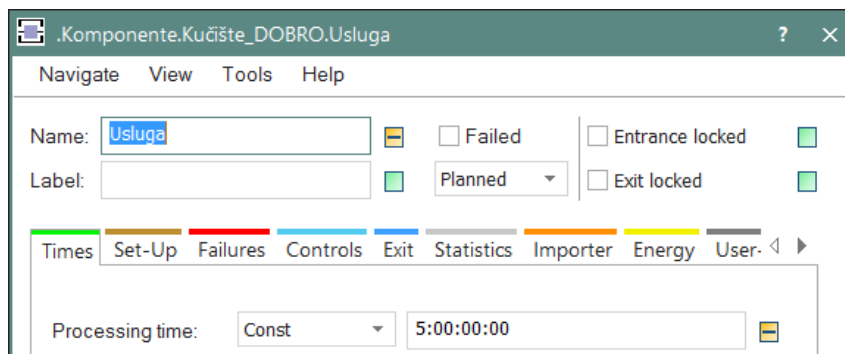 .Komponente.Kučište_DOBRO.Usluga ? ×
Navigate View Tools Help
Name: Usluga Failed Entrance locked
Label: Planned Exit locked
Times Set-Up Failures Controls Exit Statistics Importer Energy User-
Processing time: Const 5:00:00:00